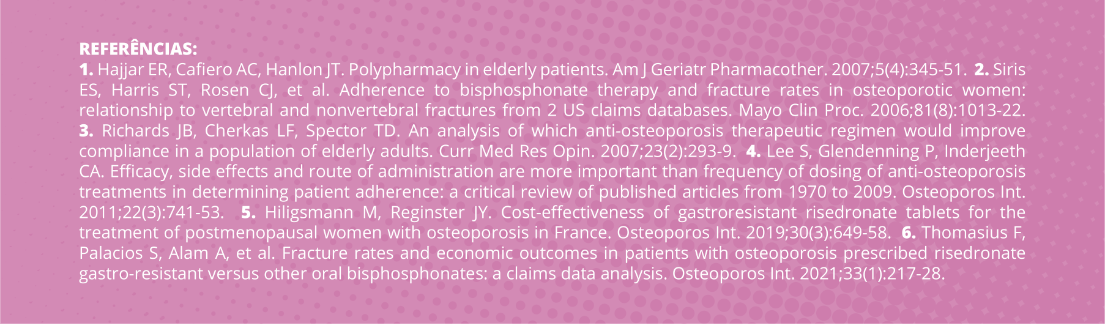 REFERÊNCIAS:
1. Hajjar ER, Cafiero AC, Hanlon JT. Polypharmacy in elderly patients. Am J Geriatr Pharmacother. 2007;5(4):345-51. 2. Siris
ES, Harris ST, Rosen CJ, et al. Adherence to bisphosphonate therapy and fracture rates in osteoporotic women:
relationship to vertebral and nonvertebral fractures from 2 US claims databases. Mayo Clin Proc. 2006;81(8):1013-22.
3. Richards JB, Cherkas LF, Spector TD. An analysis of which anti-osteoporosis therapeutic regimen would improve
compliance in a population of elderly adults. Curr Med Res Opin. 2007;23(2):293-9. 4. Lee S, Glendenning P, Inderjeeth
CA. Efficacy, side effects and route of administration are more important than frequency of dosing of anti-osteoporosis
treatments in determining patient adherence: a critical review of published articles from 1970 to 2009. Osteoporos Int.
2011;22(3):741-53. 5. Hiligsmann M, Reginster JY. Cost-effectiveness of gastroresistant risedronate tablets for the
treatment of postmenopausal women with osteoporosis in France. Osteoporos Int. 2019;30(3):649-58. 6. Thomasius F,
Palacios S, Alam A, et al. Fracture rates and economic outcomes in patients with osteoporosis prescribed risedronate
gastro-resistant versus other oral bisphosphonates: a claims data analysis. Osteoporos Int. 2021;33(1):217-28.